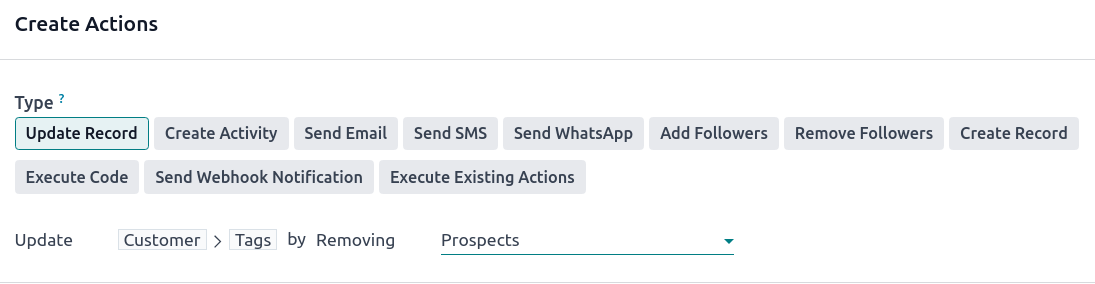 Create Actions
Type ?
Update Record Create Activity Send Email Send SMS Send WhatsApp Add Followers Remove Followers Create Record
Execute Code Send Webhook Notification Execute Existing Actions
Update Customer > Tags by Removing Prospects